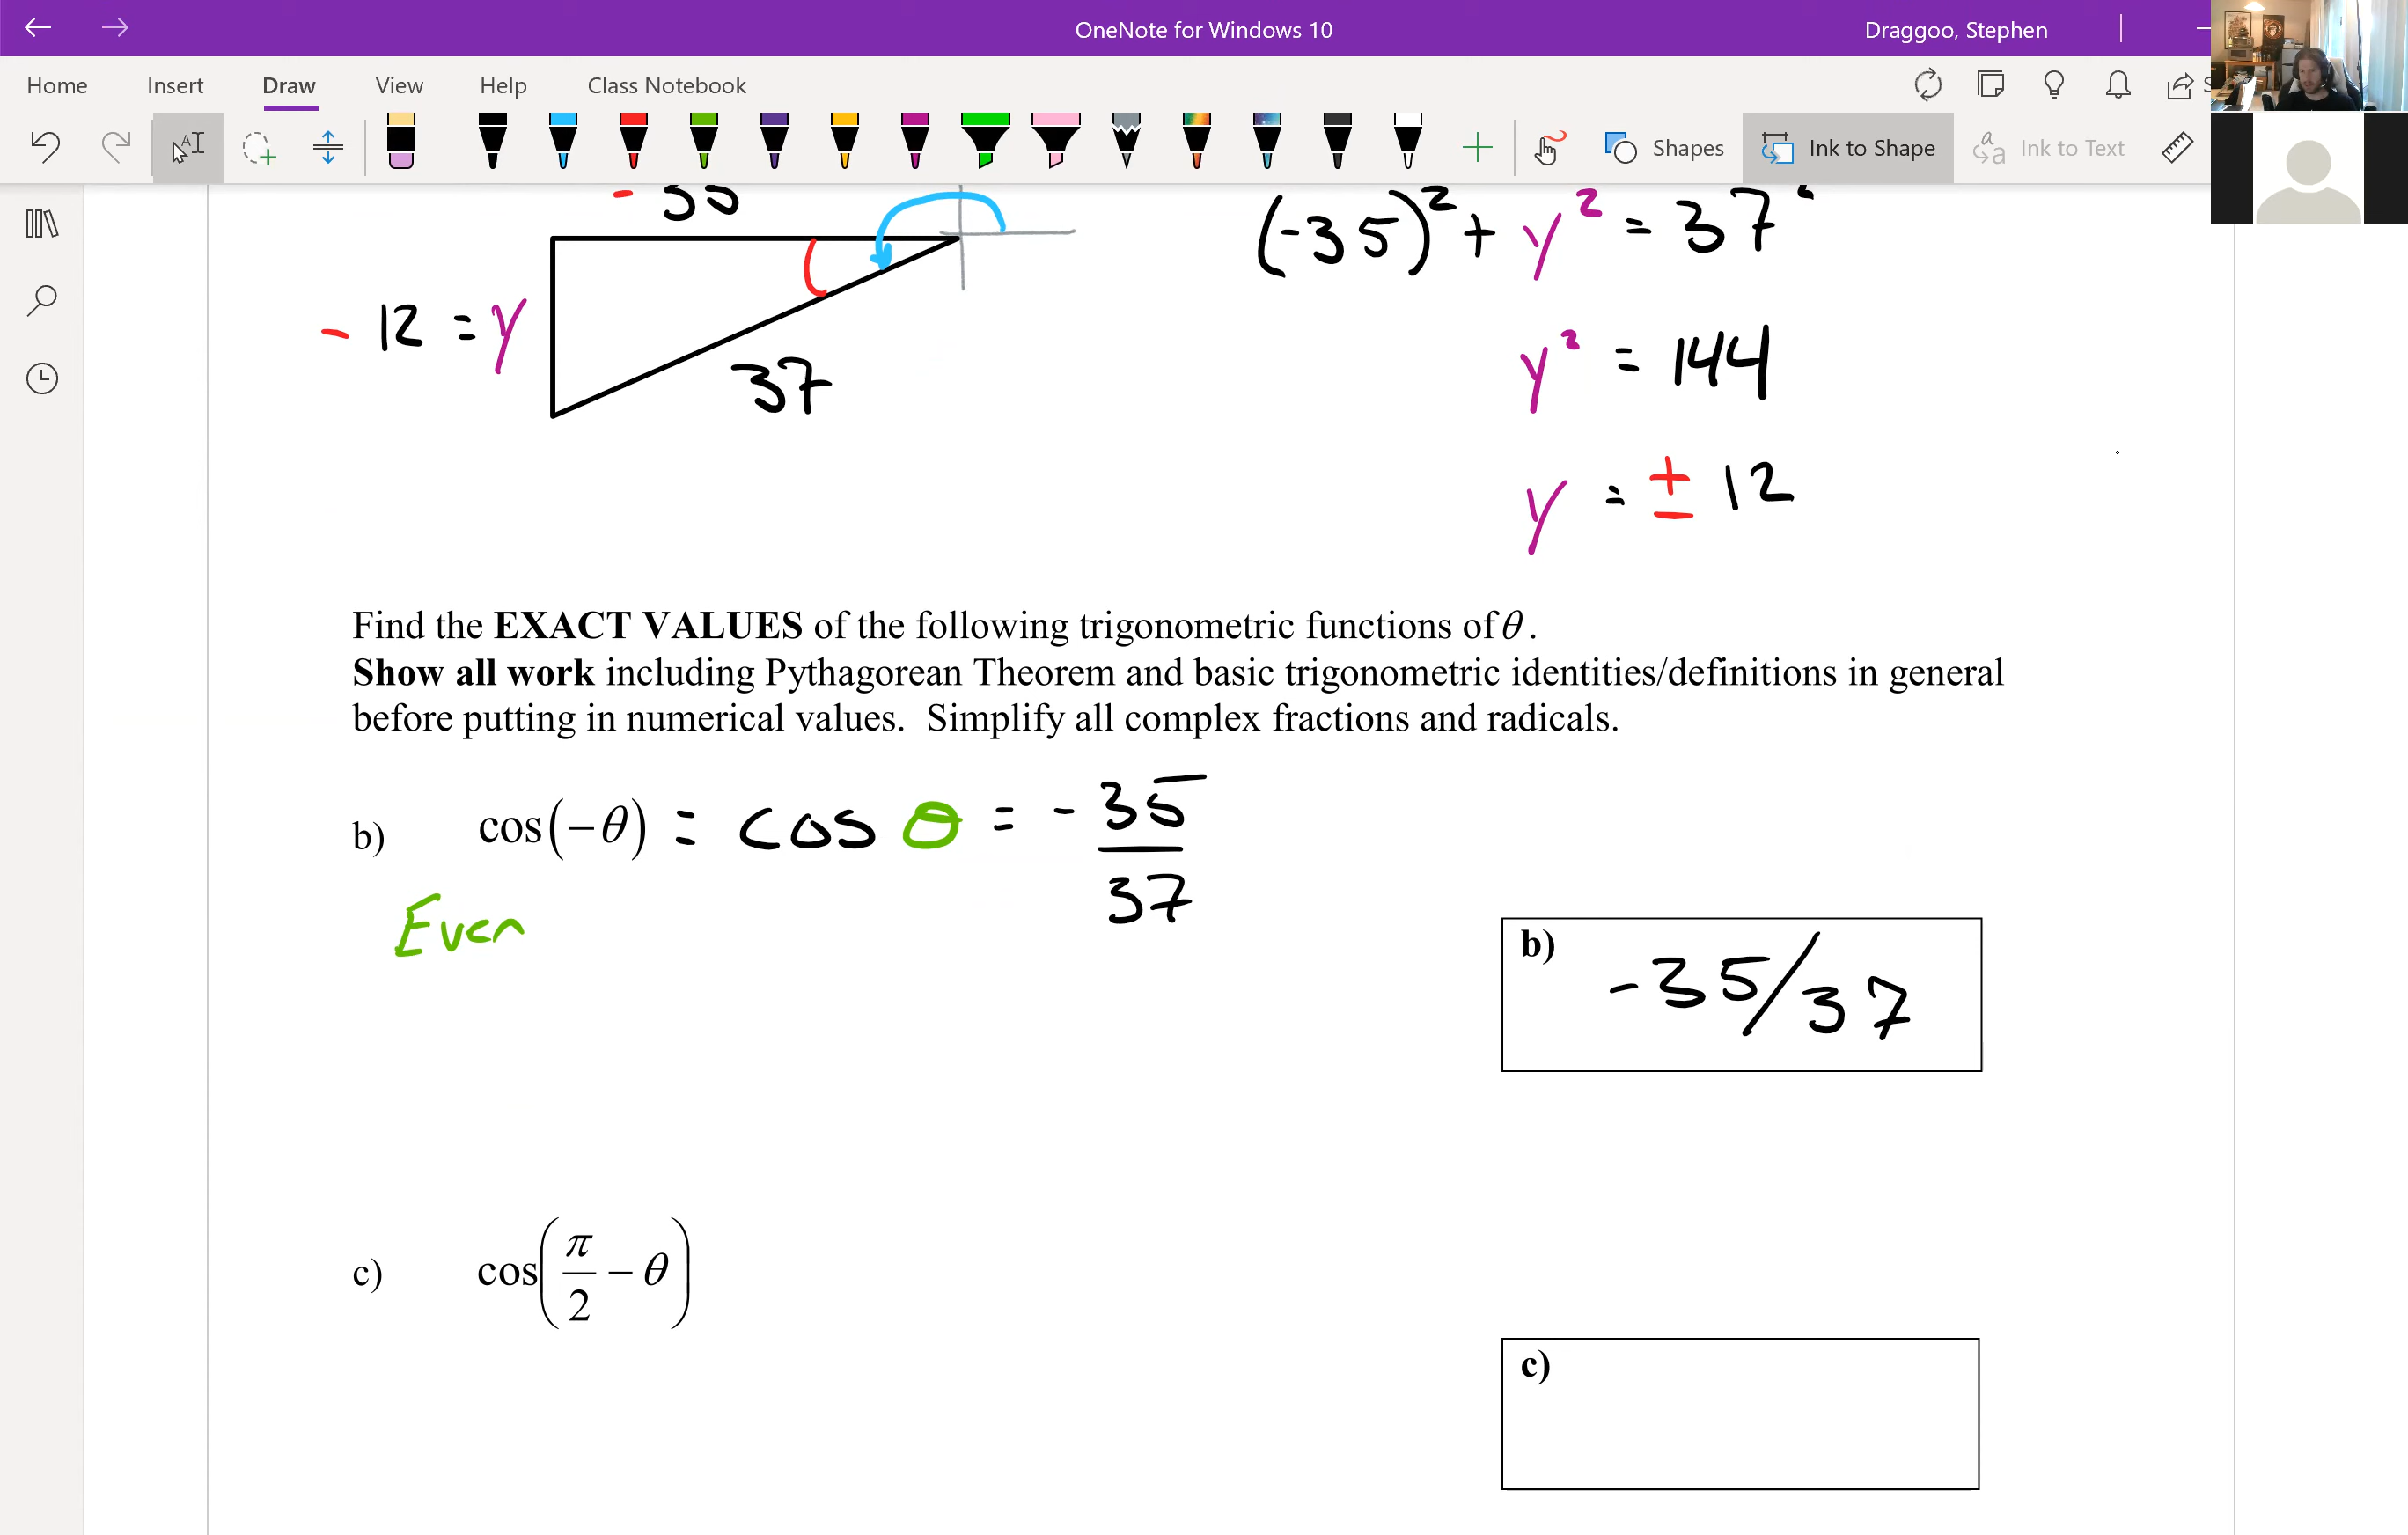 OneNote for Windows 10
Draggoo, Stephen
Home Insert Draw View Help Class Notebook
Shapes Ink to Shape Ink to Text
(-35)² + y² = 37²
- 12 = y
37
y² = 144
y = ± 12
Find the EXACT VALUES of the following trigonometric functions of θ.
Show all work including Pythagorean Theorem and basic trigonometric identities/definitions in general
before putting in numerical values. Simplify all complex fractions and radicals.
b) cos(−θ) = cos θ = - 35/37
Even
b) -35/37
c) cos(π/2 − θ)
c)